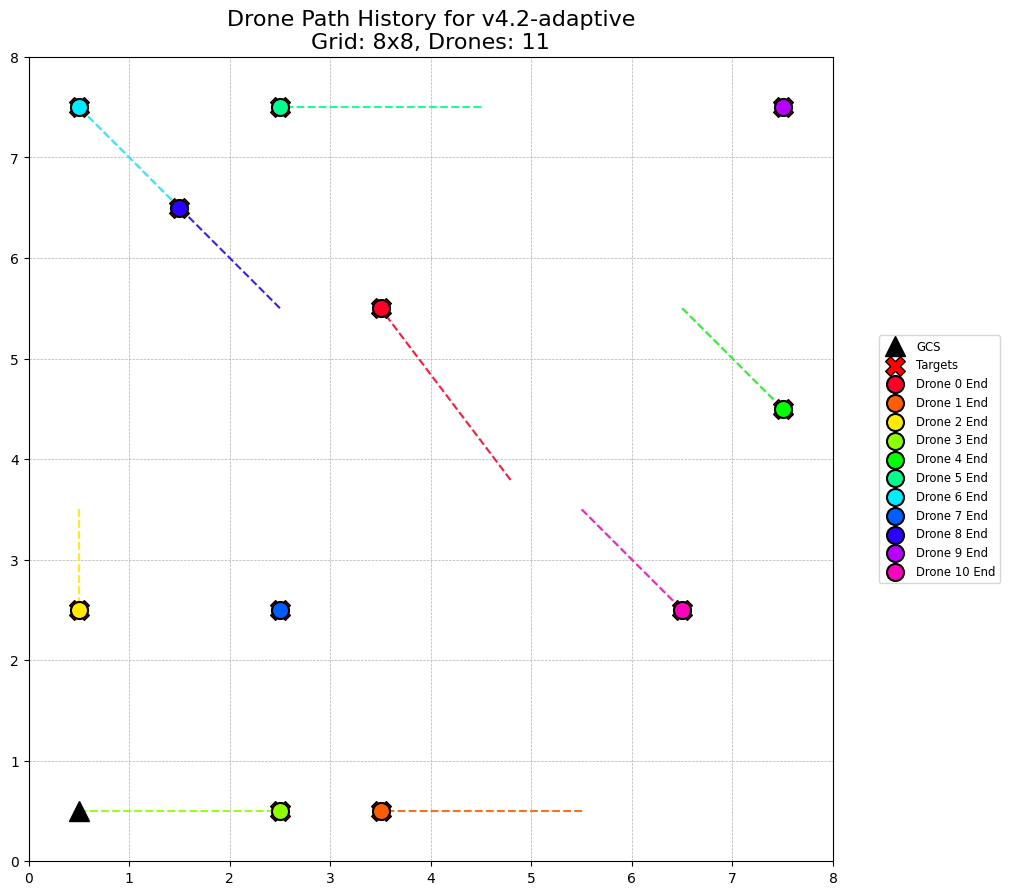 Drone Path History for v4.2-adaptive
Grid: 8x8, Drones: 11
8
7
6
5
4
3
2
1
0
0 1 2 3 4 5 6 7 8
GCS
Targets
Drone 0 End
Drone 1 End
Drone 2 End
Drone 3 End
Drone 4 End
Drone 5 End
Drone 6 End
Drone 7 End
Drone 8 End
Drone 9 End
Drone 10 End